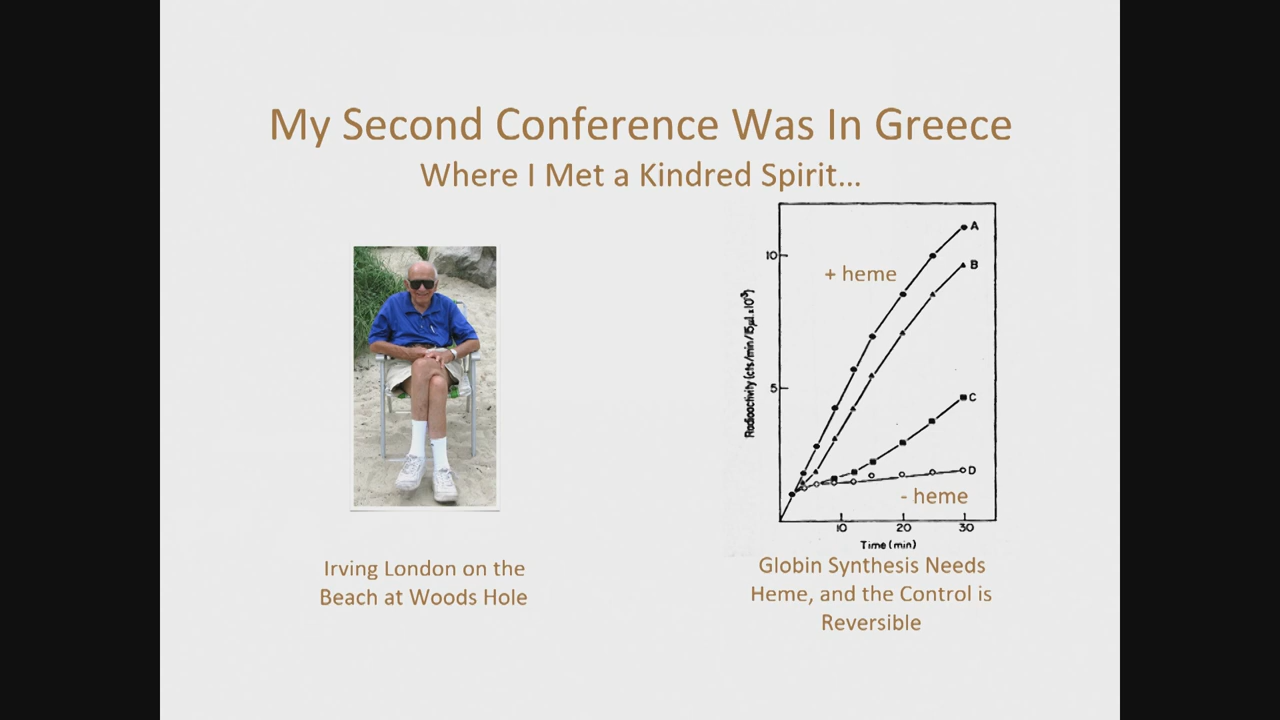 My Second Conference Was In Greece
Where I Met a Kindred Spirit...
A
B
C
D
10
5
+ heme
- heme
Radioactivity (cts/min/15µl x10⁻³)
10
20
30
Time (min)
Irving London on the
Beach at Woods Hole
Globin Synthesis Needs
Heme, and the Control is
Reversible